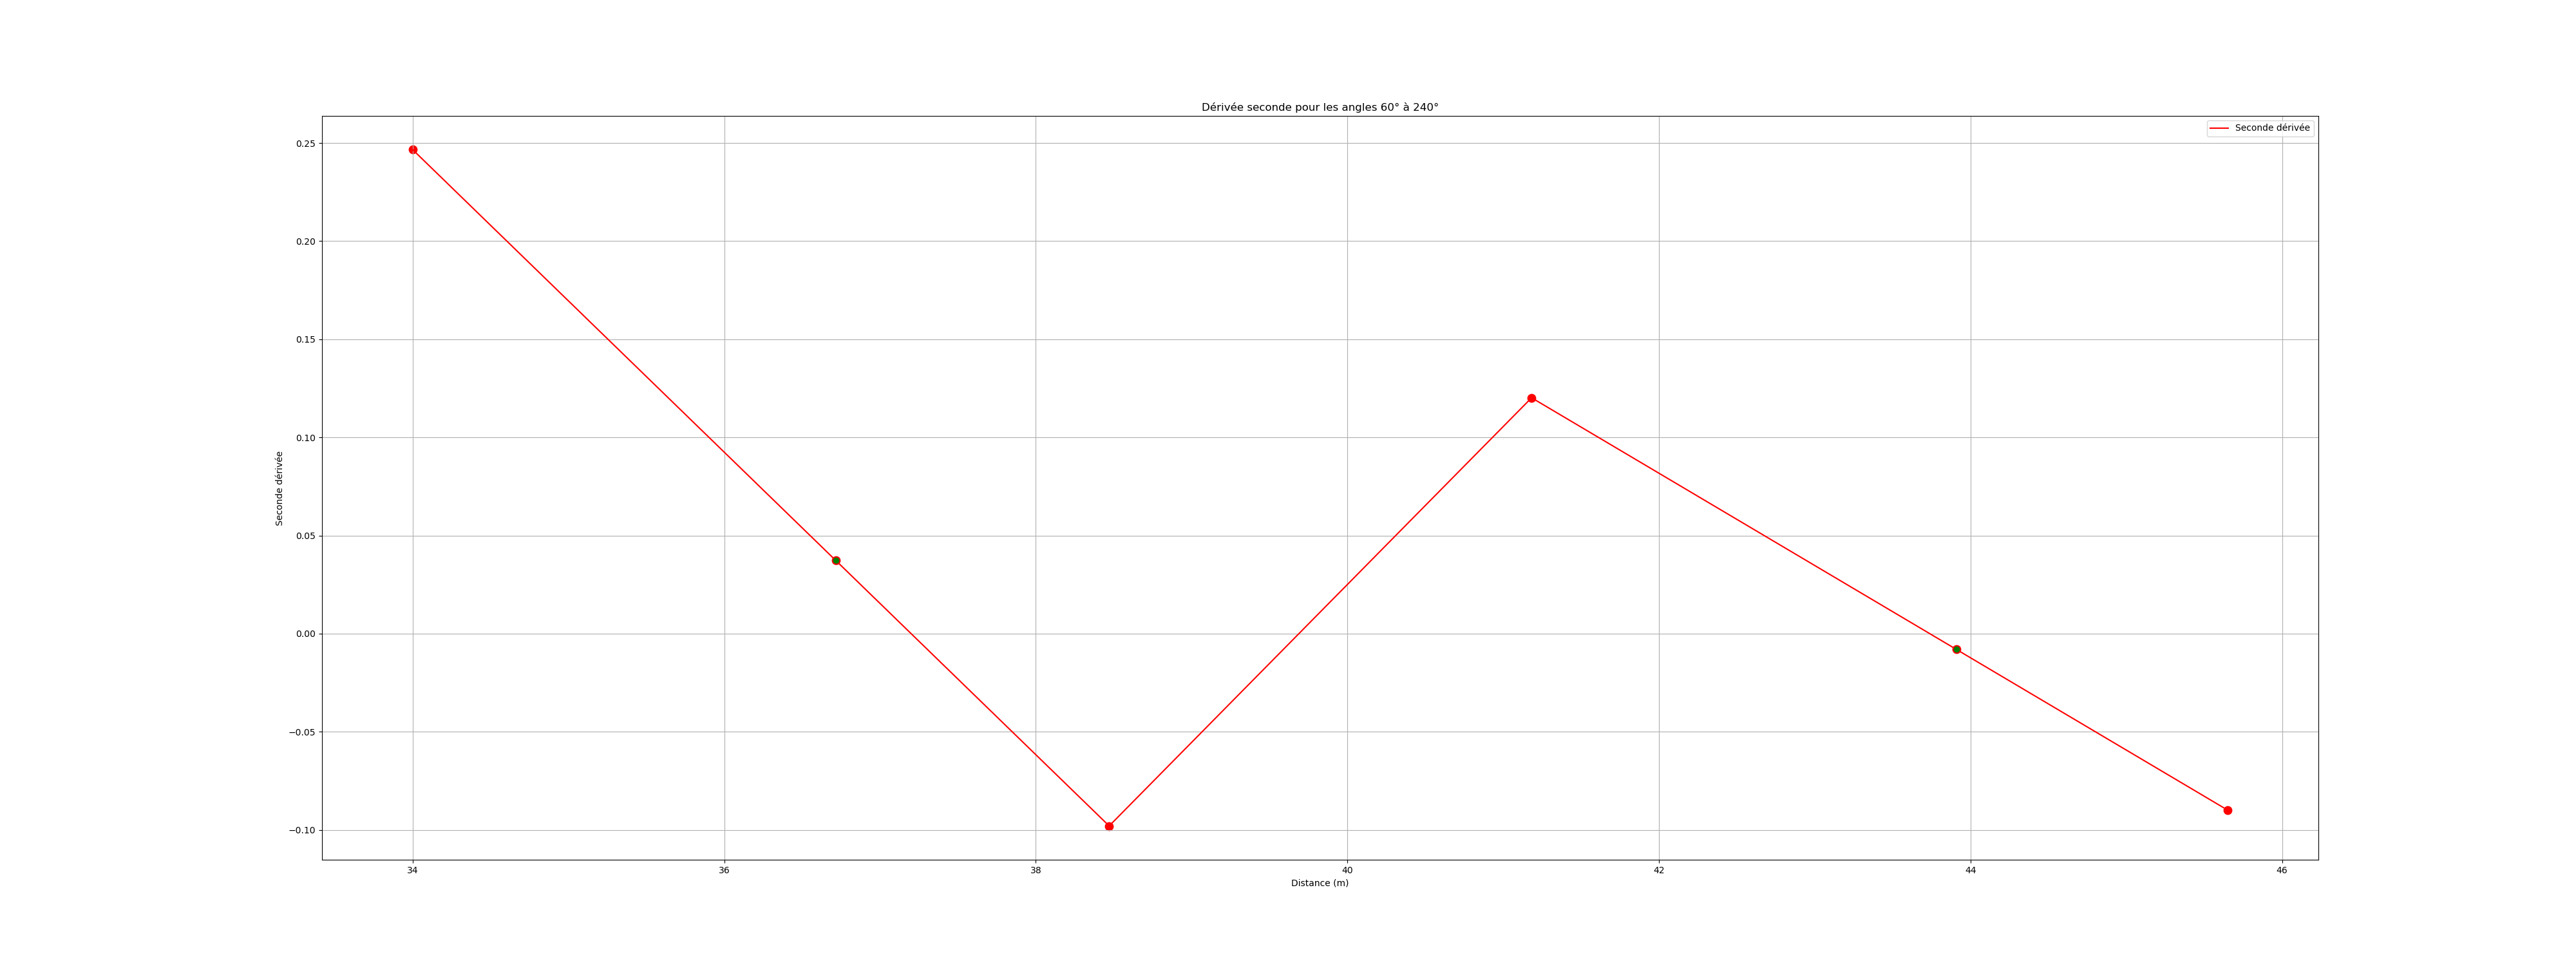 Dérivée seconde pour les angles 60° à 240°
Seconde dérivée
0.25
0.20
0.15
0.10
0.05
0.00
−0.05
−0.10
Seconde dérivée
34 36 38 40 42 44 46
Distance (m)